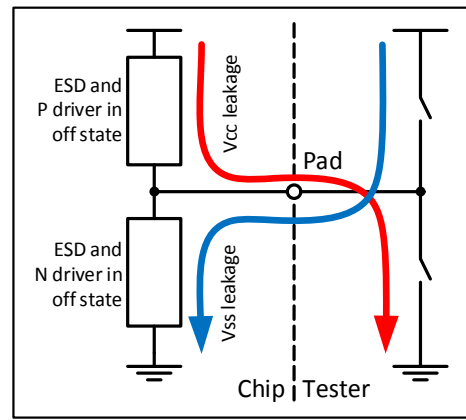 ESD and
P driver in
off state
Vcc leakage
Pad
ESD and
N driver in
off state
Vss leakage
Chip
Tester